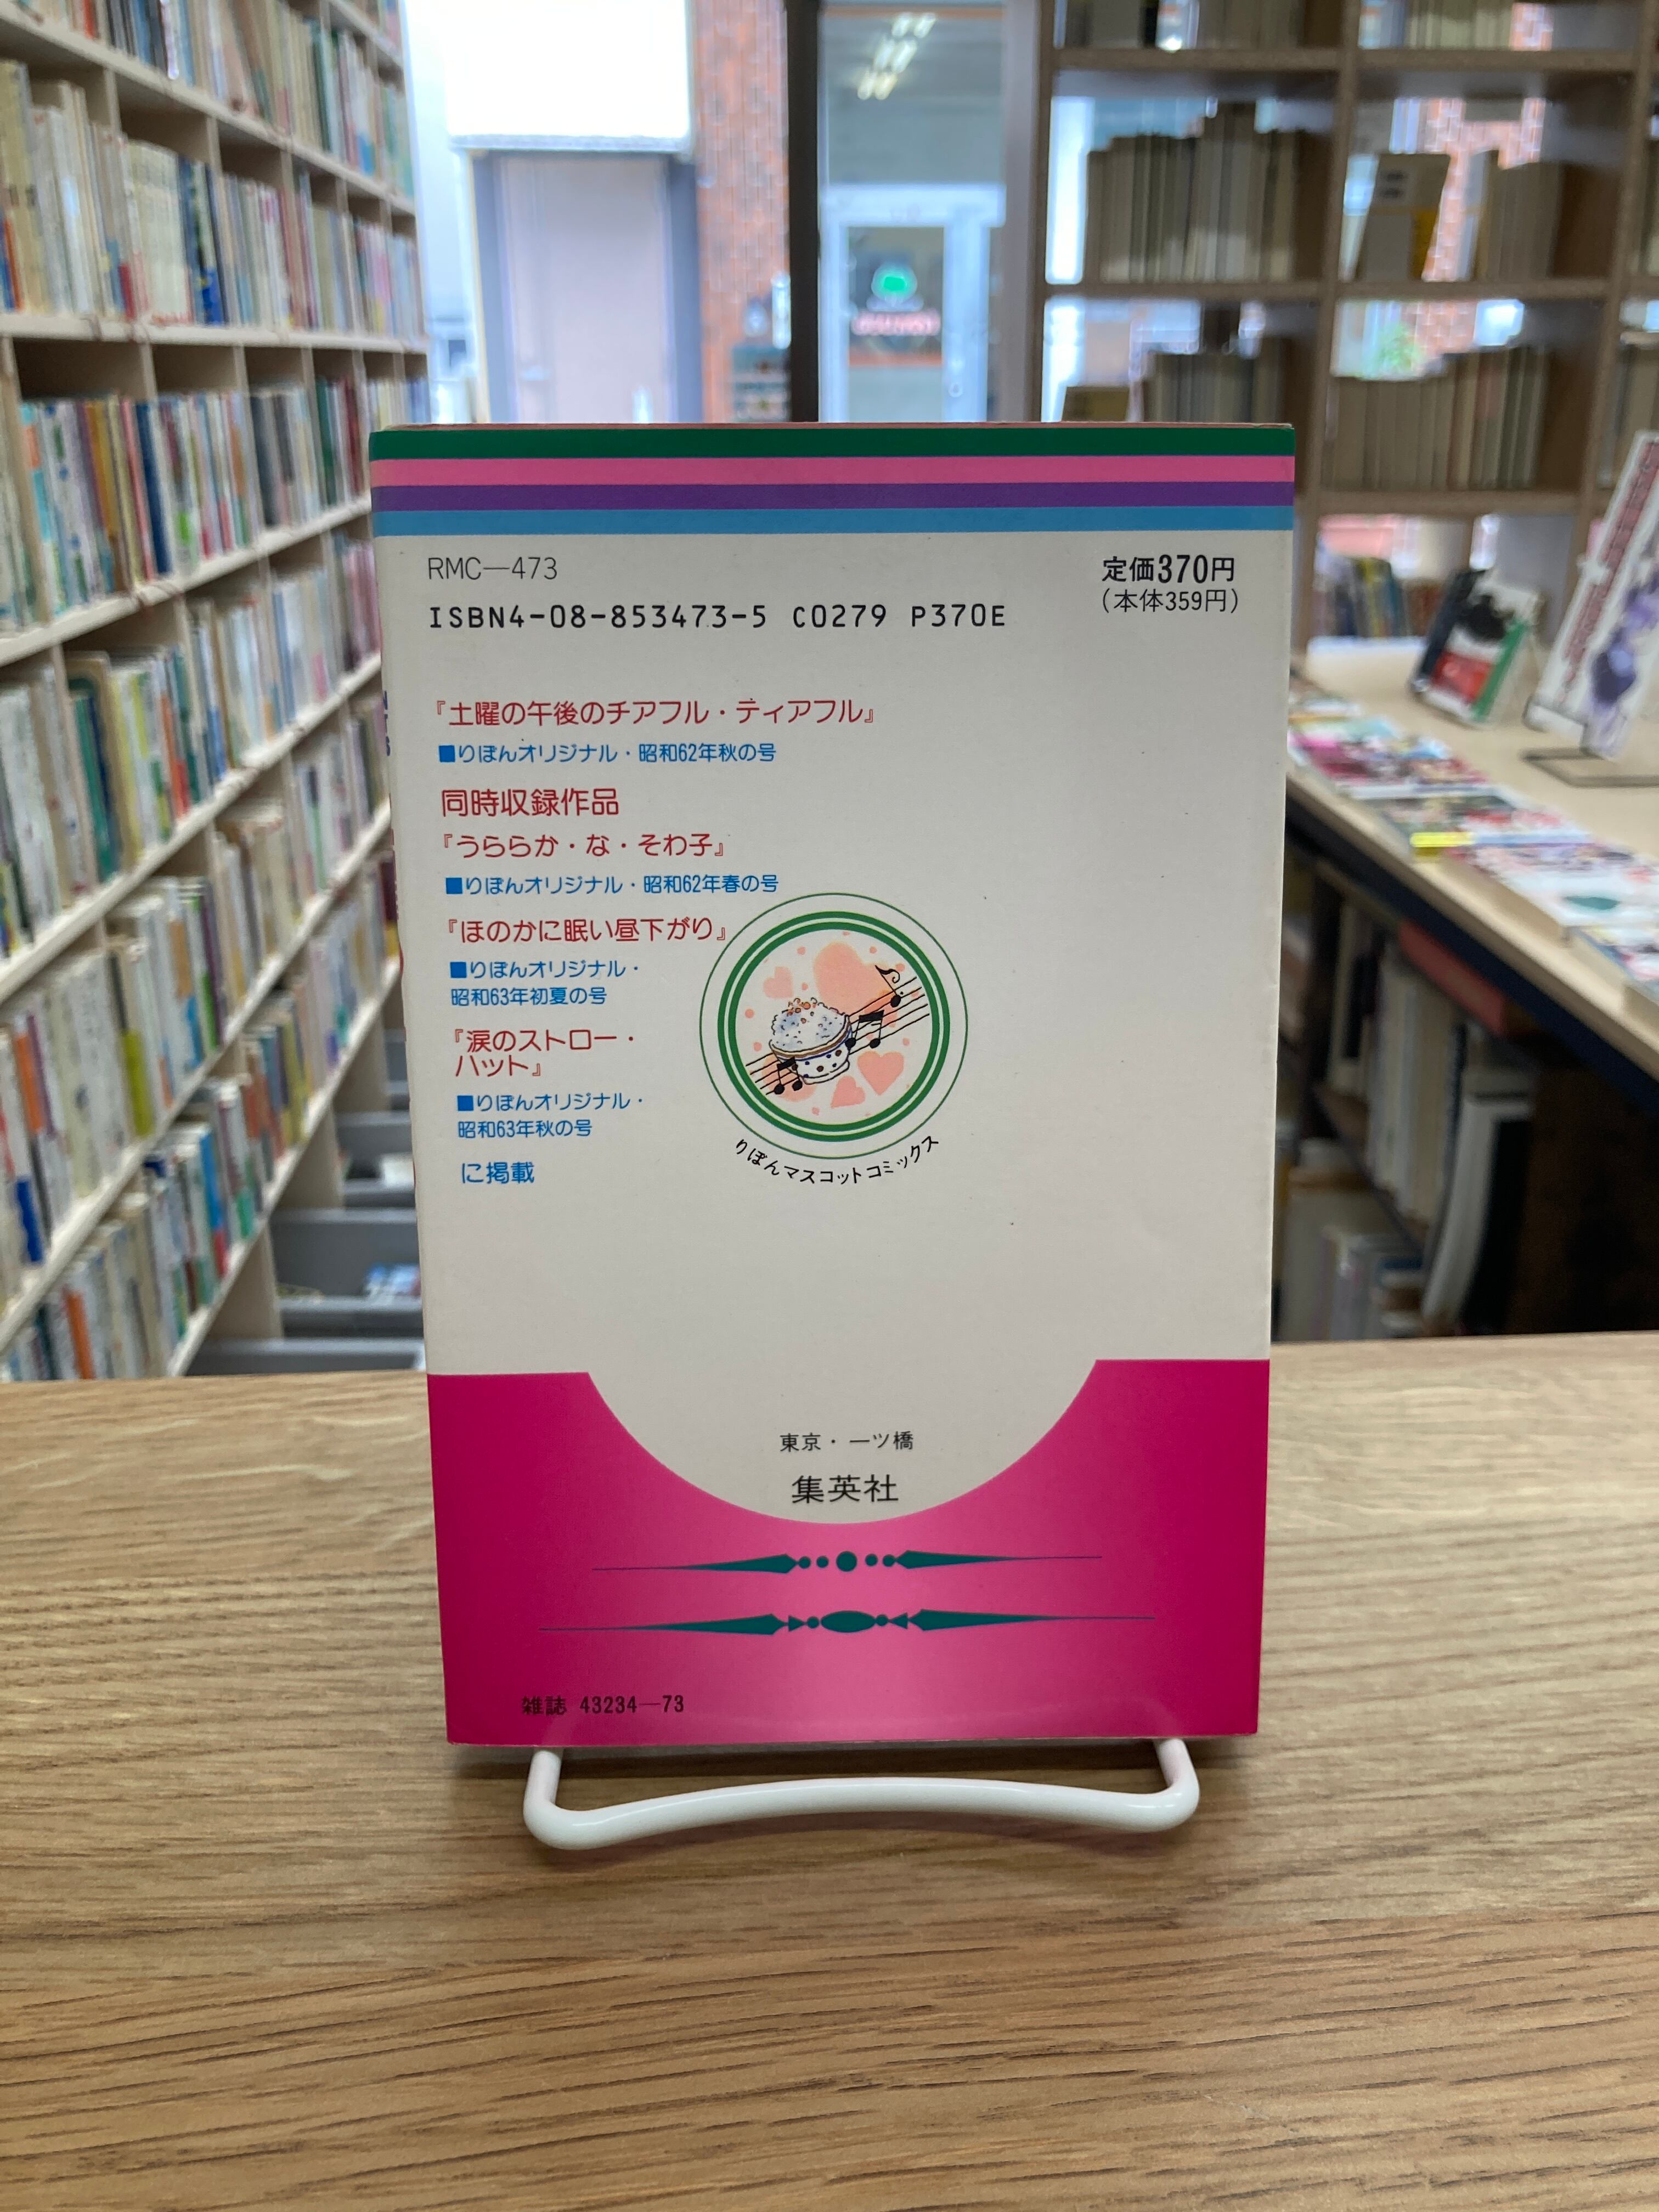 RMC―473
定価370円
(本体359円)
ISBN4-08-853473-5 C0279 P370E
『土曜の午後のチアフル・ティアフル』
■りぼんオリジナル・昭和62年秋の号
同時収録作品
『うららか・な・そわ子』
■りぼんオリジナル・昭和62年春の号
『ほのかに眠い昼下がり』
■りぼんオリジナル・
昭和63年初夏の号
『涙のストロー・
ハット』
■りぼんオリジナル・
昭和63年秋の号
に掲載
りぼんマスコットコミックス
東京・一ツ橋
集英社
雑誌 43234―73